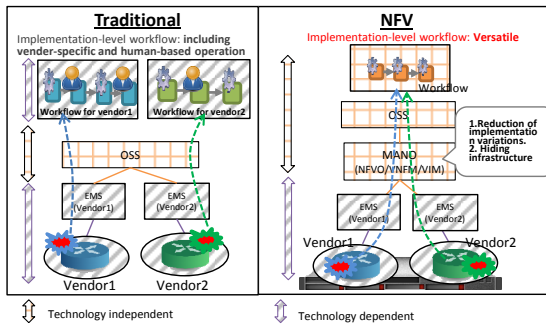 Traditional
Implementation-level workflow: including
vender-specific and human-based operation
Workflow for vendor1
Workflow for vendor2
OSS
EMS
(Vendor1)
EMS
(Vendor2)
Vendor1
Vendor2
NFV
Implementation-level workflow: Versatile
Workflow
OSS
MANO
(NFVO/VNFM/VIM)
1.Reduction of
implementatio
n variations.
2. Hiding
infrastructure
EMS
(Vendor1)
EMS
(Vendor2)
Vendor1
Vendor2
Technology independent
Technology dependent